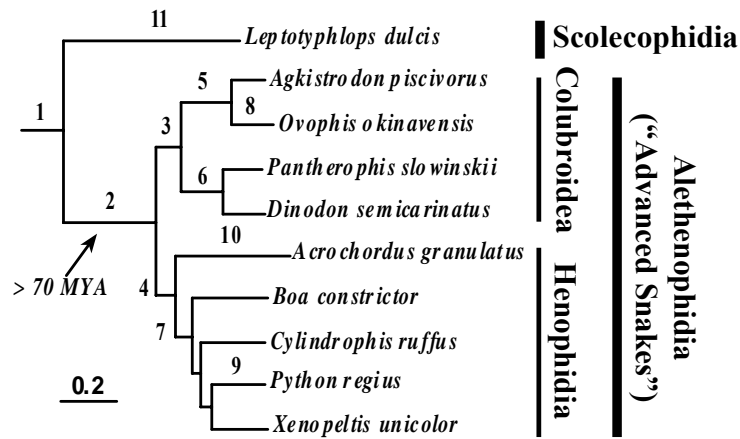 11
Leptotyphlops dulcis
Scolecophidia
1
5
Agkistrodon piscivorus
8
3
Ovophis okinavensis
Pantherophis slowinskii
6
2
Dinodon semicarinatus
Colubroidea
10
Acrochordus granulatus
> 70 MYA
4
Boa constrictor
7
Cylindrophis ruffus
9
Python regius
0.2
Xenopeltis unicolor
Henophidia
Alethenophidia
("Advanced Snakes")